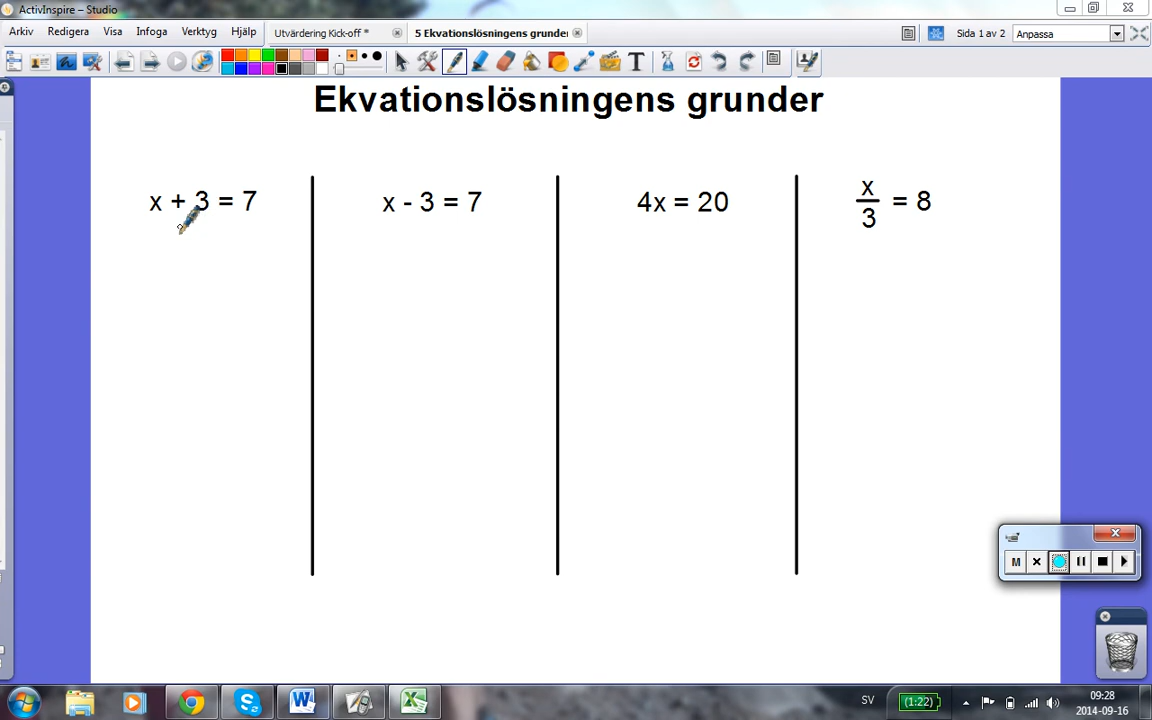 ActivInspire – Studio
Arkiv Redigera Visa Infoga Verktyg Hjälp
Utvärdering Kick-off *
5 Ekvationslösningens grunder
Sida 1 av 2
Anpassa
Ekvationslösningens grunder
x + 3 = 7
x - 3 = 7
4x = 20
x
3
= 8
M
SV
(1:22)
09:28
2014-09-16